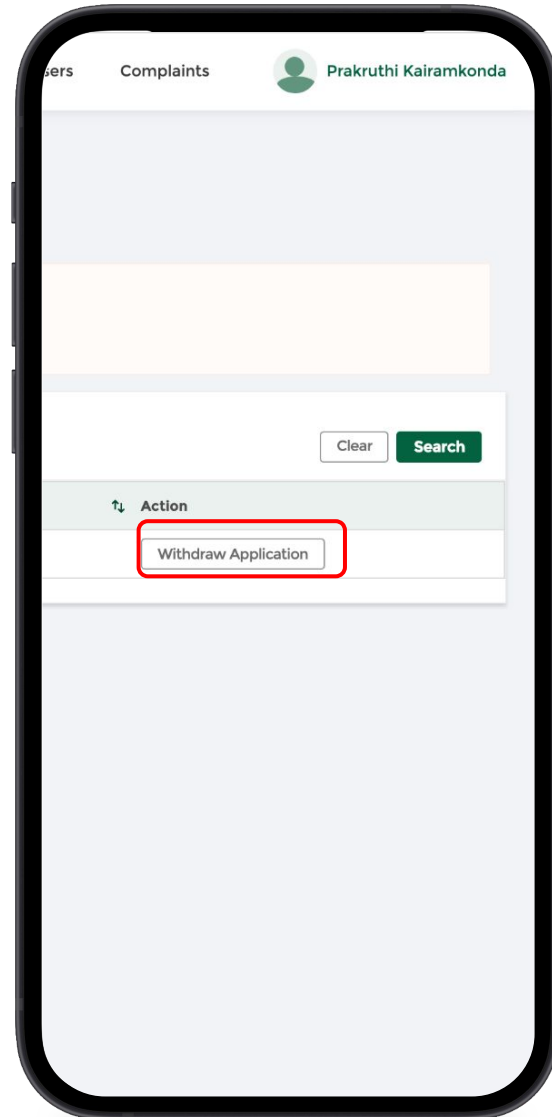 Complaints Prakruthi Kairamkonda
Clear Search
Action
Withdraw Application